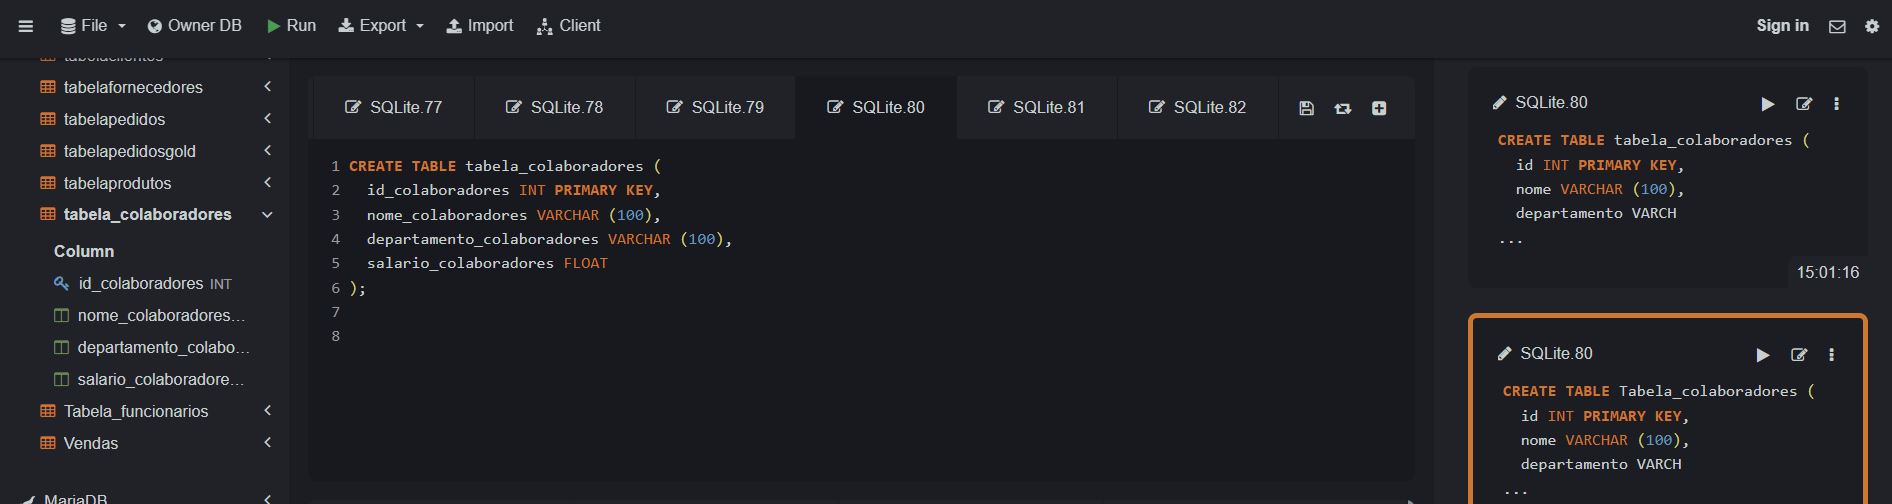 File Owner DB Run Export Import Client Sign in
tabelaclientes
tabelafornecedores
tabelapedidos
tabelapedidosgold
tabelaprodutos
tabela_colaboradores
Column
id_colaboradores INT
nome_colaboradores...
departamento_colabo...
salario_colaboradore...
Tabela_funcionarios
Vendas
MariaDB
SQLite.77 SQLite.78 SQLite.79 SQLite.80 SQLite.81 SQLite.82
1 CREATE TABLE tabela_colaboradores (
2 id_colaboradores INT PRIMARY KEY,
3 nome_colaboradores VARCHAR (100),
4 departamento_colaboradores VARCHAR (100),
5 salario_colaboradores FLOAT
6 );
7
8
SQLite.80
CREATE TABLE tabela_colaboradores (
id INT PRIMARY KEY,
nome VARCHAR (100),
departamento VARCH
...
15:01:16
SQLite.80
CREATE TABLE Tabela_colaboradores (
id INT PRIMARY KEY,
nome VARCHAR (100),
departamento VARCH
...